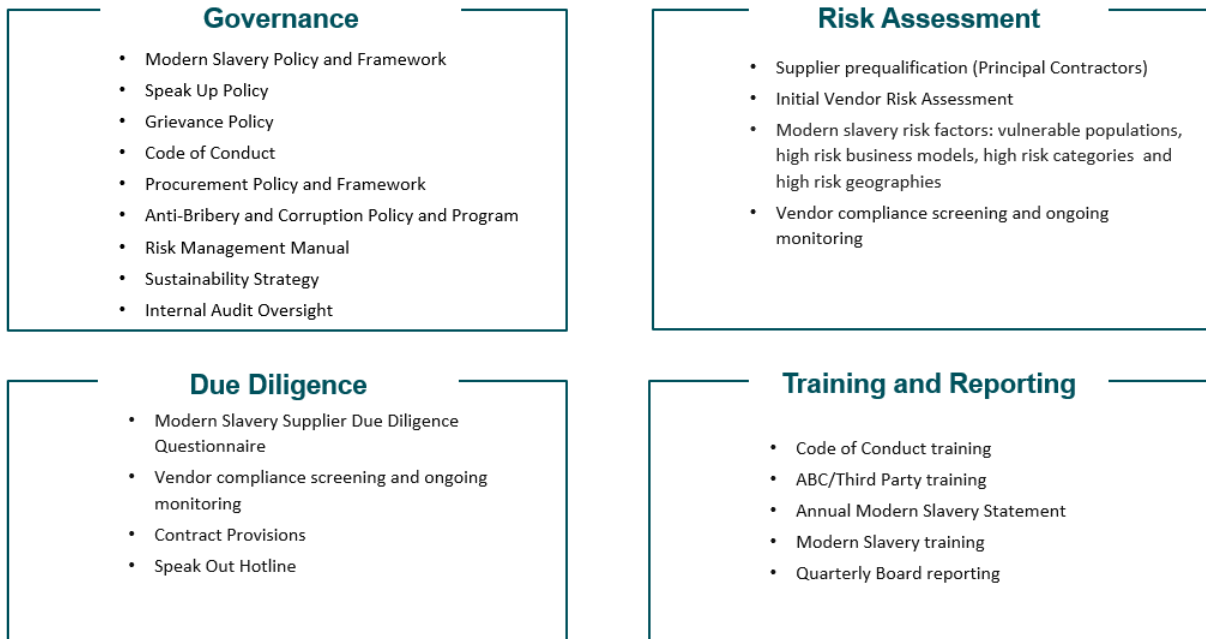 Governance
• Modern Slavery Policy and Framework
• Speak Up Policy
• Grievance Policy
• Code of Conduct
• Procurement Policy and Framework
• Anti-Bribery and Corruption Policy and Program
• Risk Management Manual
• Sustainability Strategy
• Internal Audit Oversight
Risk Assessment
• Supplier prequalification (Principal Contractors)
• Initial Vendor Risk Assessment
• Modern slavery risk factors: vulnerable populations,
high risk business models, high risk categories and
high risk geographies
• Vendor compliance screening and ongoing
monitoring
Due Diligence
• Modern Slavery Supplier Due Diligence
Questionnaire
• Vendor compliance screening and ongoing
monitoring
• Contract Provisions
• Speak Out Hotline
Training and Reporting
• Code of Conduct training
• ABC/Third Party training
• Annual Modern Slavery Statement
• Modern Slavery training
• Quarterly Board reporting